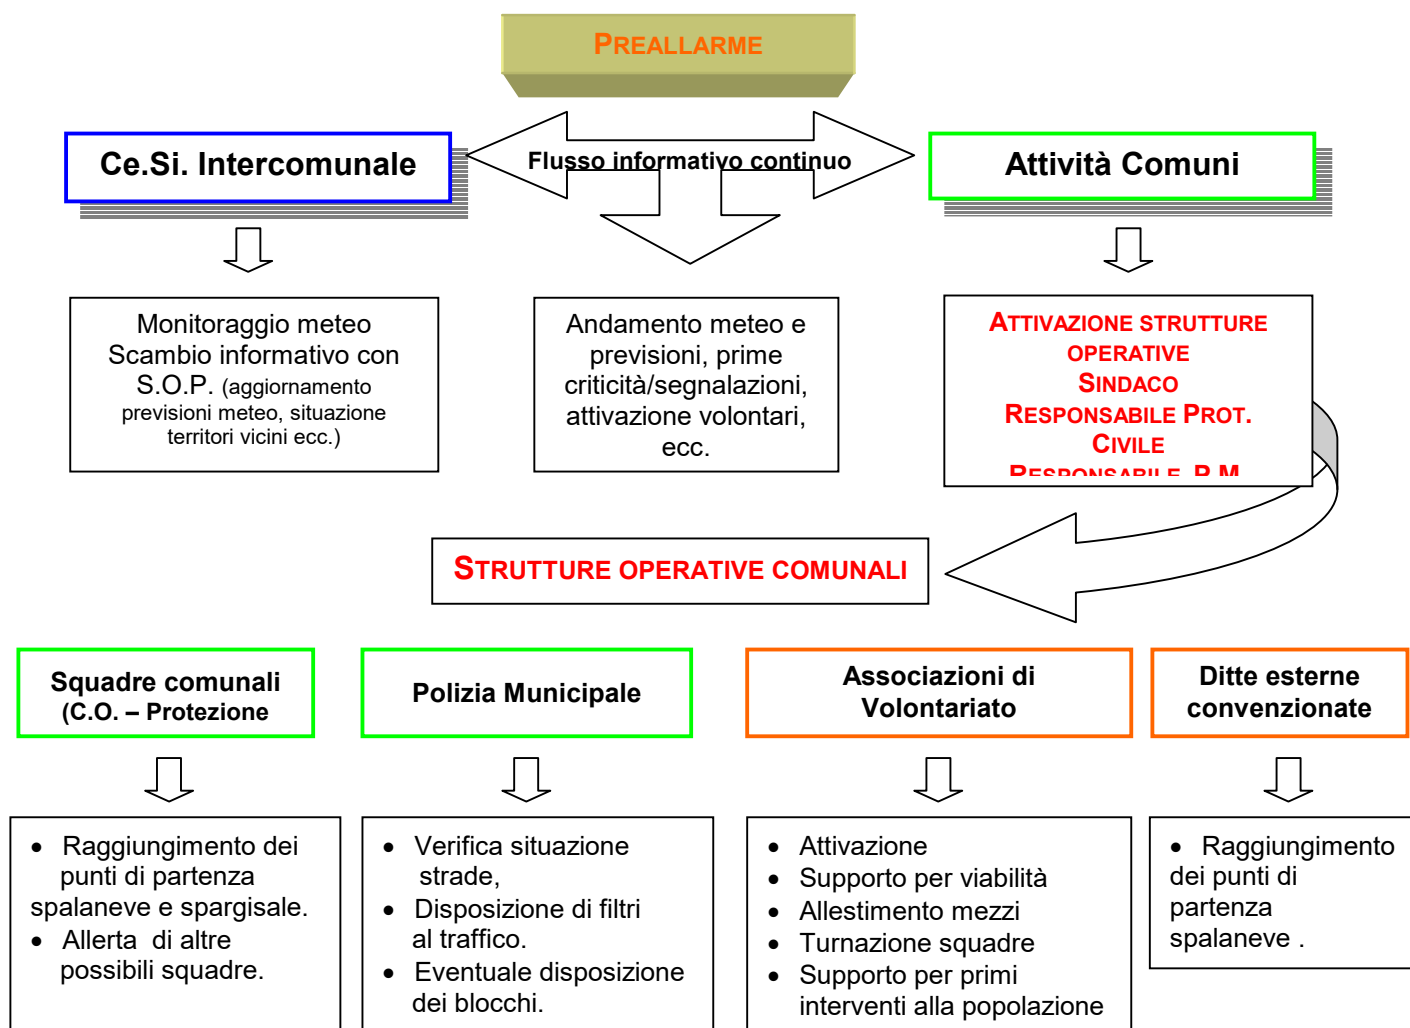 PREALLARME
Ce.Si. Intercomunale
Flusso informativo continuo
Attività Comuni
Monitoraggio meteo
Scambio informativo con
S.O.P. (aggiornamento
previsioni meteo, situazione
territori vicini ecc.)
Andamento meteo e
previsioni, prime
criticità/segnalazioni,
attivazione volontari,
ecc.
ATTIVAZIONE STRUTTURE
OPERATIVE
SINDACO
RESPONSABILE PROT.
CIVILE
RESPONSABILE P.M.
STRUTTURE OPERATIVE COMUNALI
Squadre comunali
(C.O. – Protezione
Polizia Municipale
Associazioni di
Volontariato
Ditte esterne
convenzionate
• Raggiungimento dei
punti di partenza
spalaneve e spargisale.
• Allerta di altre
possibili squadre.
• Verifica situazione
strade,
• Disposizione di filtri
al traffico.
• Eventuale disposizione
dei blocchi.
• Attivazione
• Supporto per viabilità
• Allestimento mezzi
• Turnazione squadre
• Supporto per primi
interventi alla popolazione
• Raggiungimento
dei punti di
partenza
spalaneve .